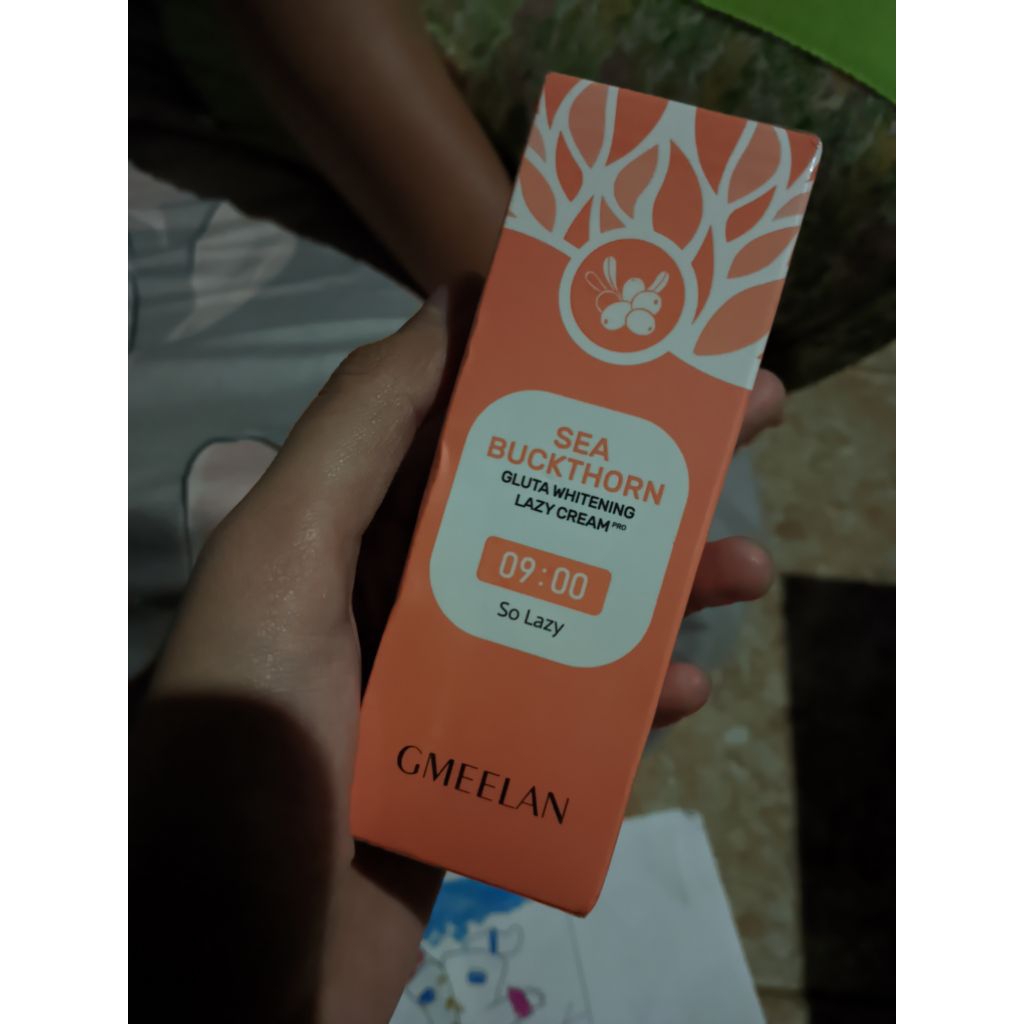 SEA
BUCKTHORN
GLUTA WHITENING
LAZY CREAM PRO
09:00
So Lazy
GMEELAN